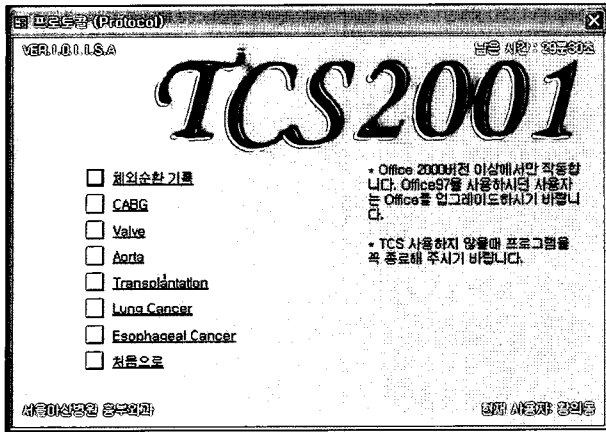 프로토콜 (Protocol)
VER.1.0.1.1.S.A
남은 시간 : 29분30초
TCS2001
체외순환 기록
CABG
Valve
Aorta
Transplantation
Lung Cancer
Esophageal Cancer
처음으로
* Office 2000버전 이상에서만 작동합
니다. Office97을 사용하시던 사용자
는 Office를 업그레이드하시기 바랍니
다.
* TCS 사용하지 않을때 프로그램을
꼭 종료해 주시기 바랍니다.
서울아산병원 흉부외과
현재 사용자: